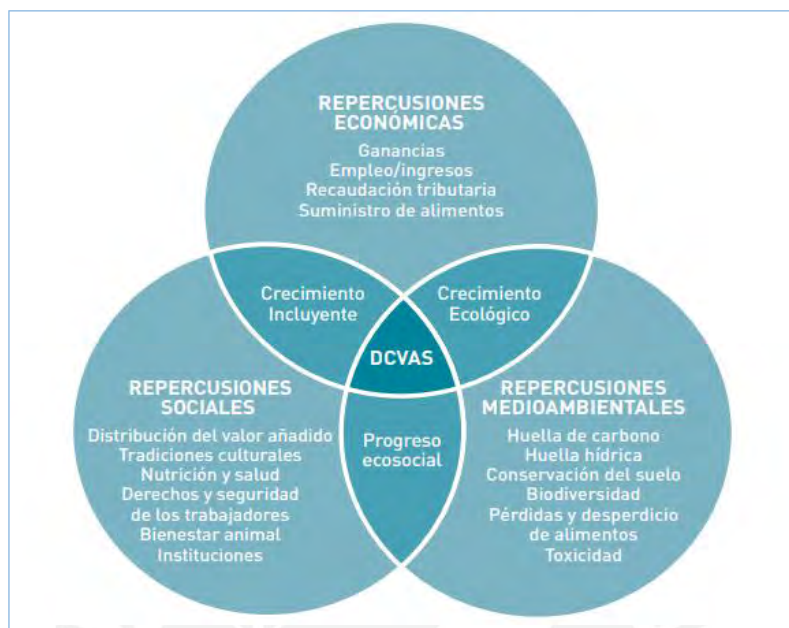 REPERCUSIONES
ECONÓMICAS
Ganancias
Empleo/ingresos
Recaudación tributaria
Suministro de alimentos
Crecimiento
Incluyente
Crecimiento
Ecológico
DCVAS
REPERCUSIONES
SOCIALES
Distribución del valor añadido
Tradiciones culturales
Nutrición y salud
Derechos y seguridad
de los trabajadores
Bienestar animal
Instituciones
Progreso
ecosocial
REPERCUSIONES
MEDIOAMBIENTALES
Huella de carbono
Huella hídrica
Conservación del suelo
Biodiversidad
Pérdidas y desperdicio
de alimentos
Toxicidad